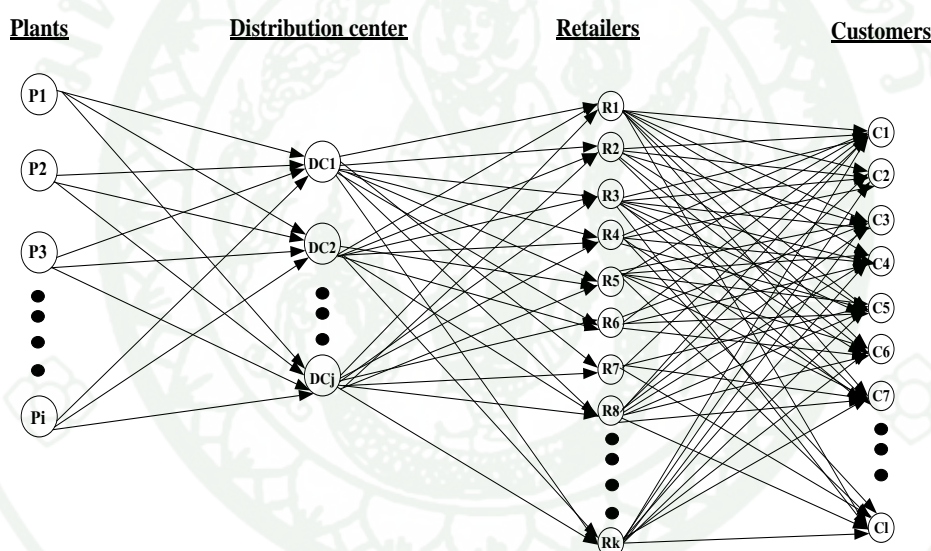 Plants
Distribution center
Retailers
Customers
P1
P2
P3
Pi
DC1
DC2
DCj
R1
R2
R3
R4
R5
R6
R7
R8
Rk
C1
C2
C3
C4
C5
C6
C7
Cl